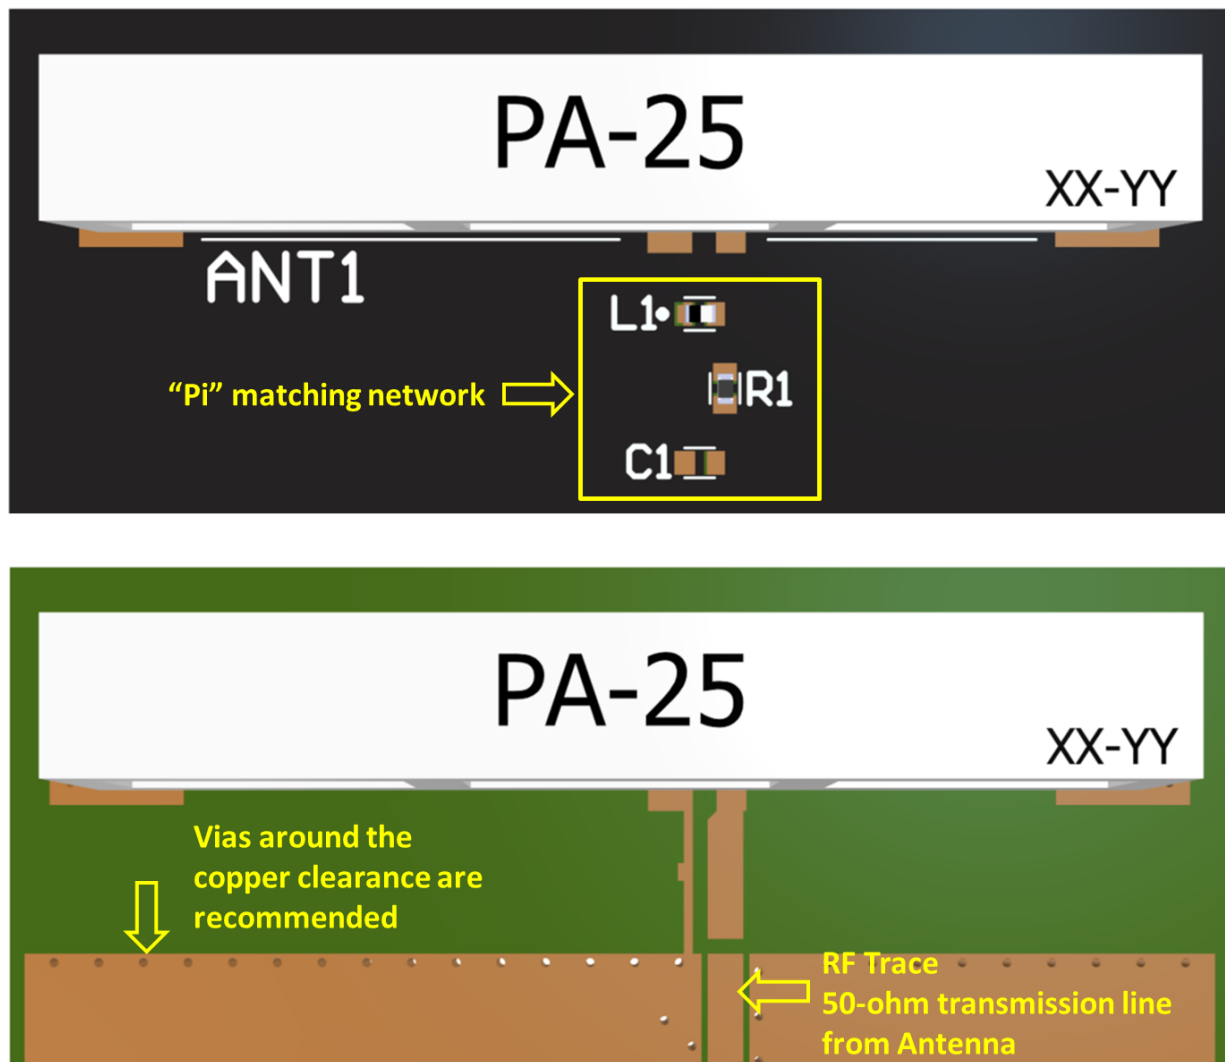 PA-25
XX-YY
ANT1
L1
“Pi” matching network
R1
C1
PA-25
XX-YY
Vias around the
copper clearance are
recommended
RF Trace
50-ohm transmission line
from Antenna